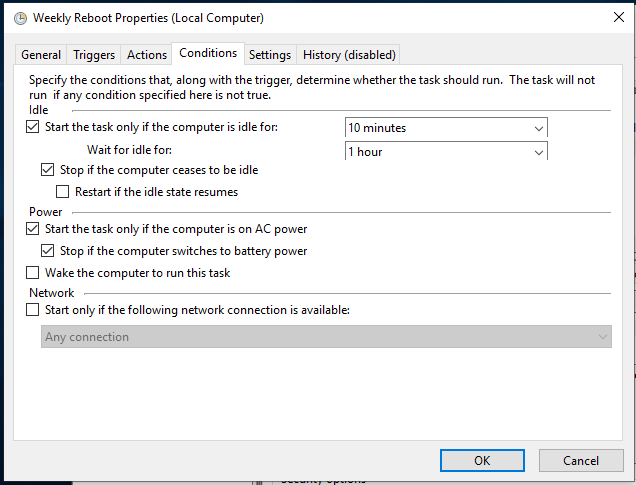 Weekly Reboot Properties (Local Computer)
General Triggers Actions Conditions Settings History (disabled)
Specify the conditions that, along with the trigger, determine whether the task should run. The task will not
run if any condition specified here is not true.
Idle
Start the task only if the computer is idle for: 10 minutes
Wait for idle for: 1 hour
Stop if the computer ceases to be idle
Restart if the idle state resumes
Power
Start the task only if the computer is on AC power
Stop if the computer switches to battery power
Wake the computer to run this task
Network
Start only if the following network connection is available:
Any connection
OK Cancel
Security options